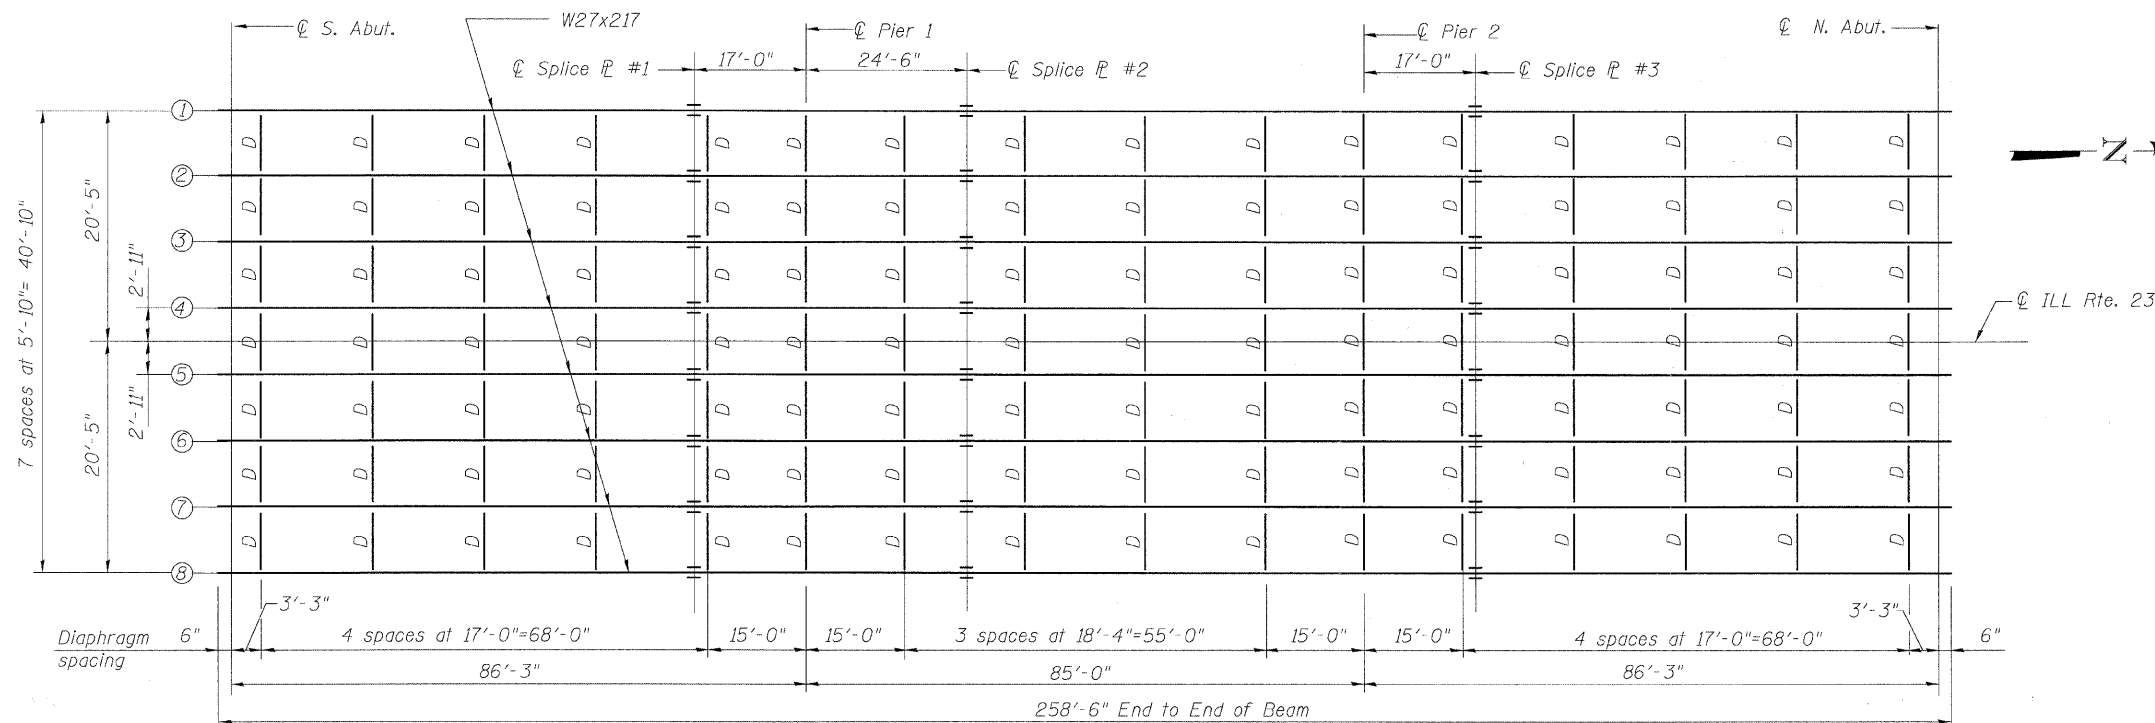 ℄ S. Abut.
W27x217
℄ Pier 1
℄ Pier 2
℄ N. Abut.
℄ Splice ⅊ #1
17'-0"
24'-6"
℄ Splice ⅊ #2
17'-0"
℄ Splice ⅊ #3
1
D D D D D D D D D D D D D D D D
2
D D D D D D D D D D D D D D D D
3
D D D D D D D D D D D D D D D D
4
D D D D D D D D D D D D D D D D
5
D D D D D D D D D D D D D D D D
6
D D D D D D D D D D D D D D D D
7
D D D D D D D D D D D D D D D D
8
N
℄ ILL Rte. 23
7 spaces at 5'-10"= 40'-10"
20'-5"
20'-5"
2'-11"
2'-11"
3'-3"
3'-3"
Diaphragm
spacing
6"
4 spaces at 17'-0"=68'-0"
15'-0"
15'-0"
3 spaces at 18'-4"=55'-0"
15'-0"
15'-0"
4 spaces at 17'-0"=68'-0"
6"
86'-3"
85'-0"
86'-3"
258'-6" End to End of Beam